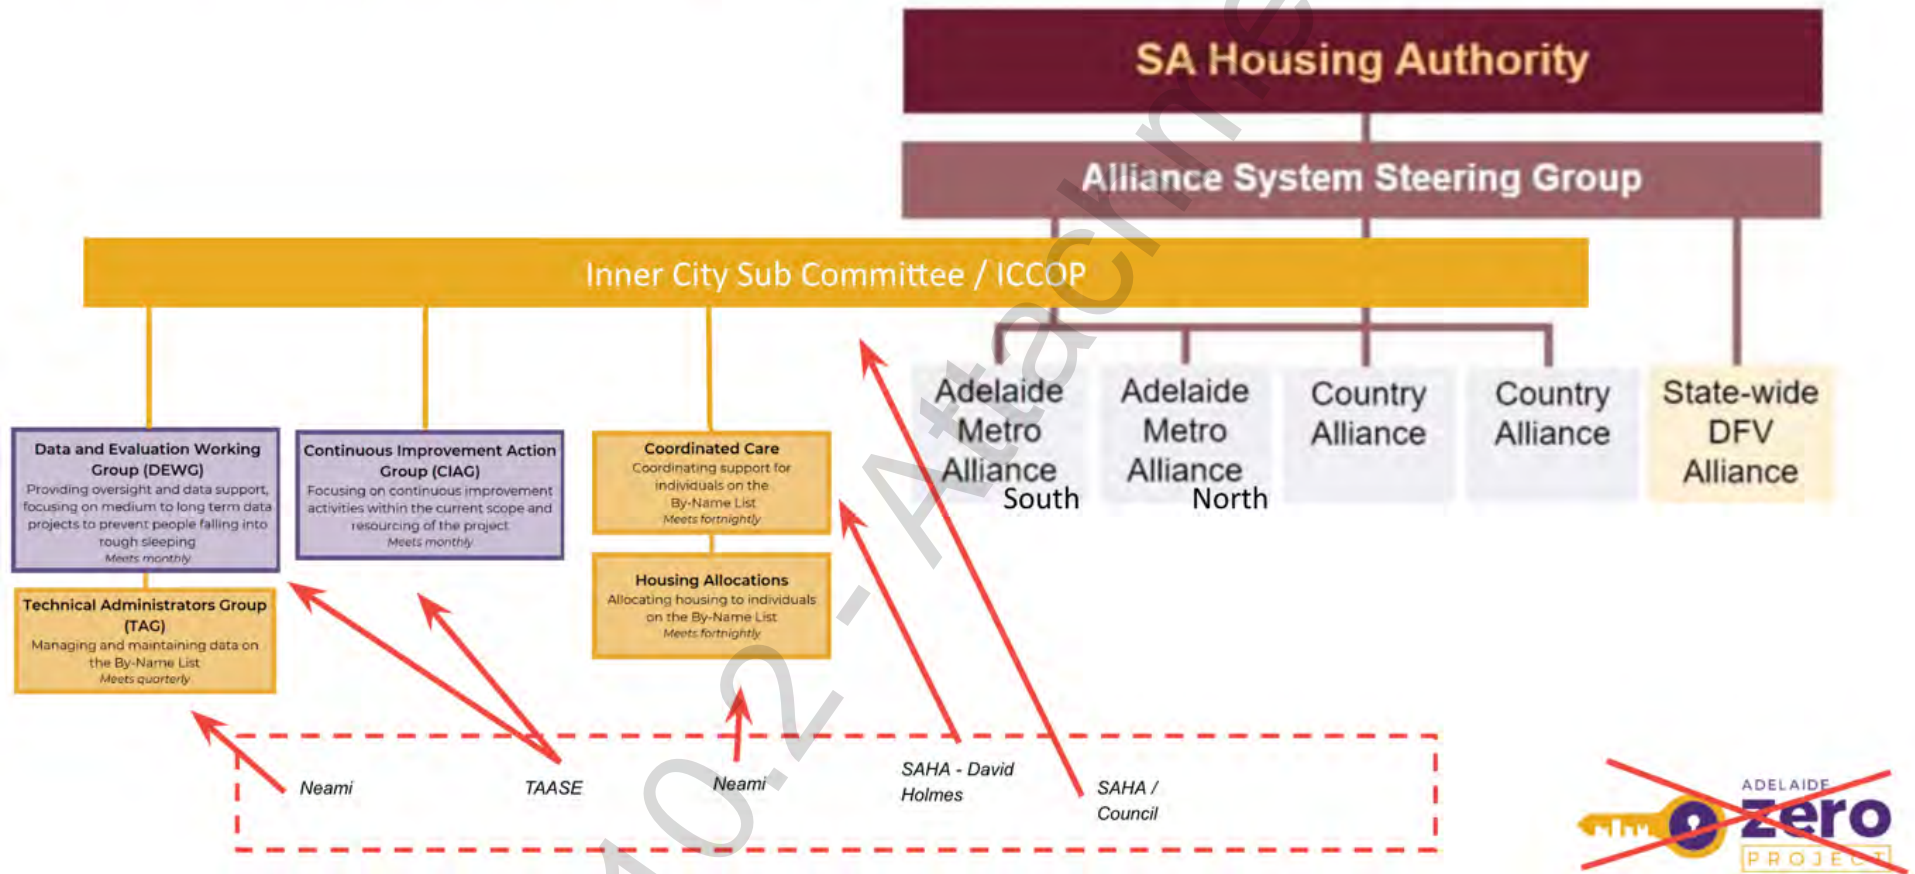 SA Housing Authority
Alliance System Steering Group
Inner City Sub Committee / ICCOP
Adelaide
Metro
Alliance
South
Adelaide
Metro
Alliance
North
Country
Alliance
Country
Alliance
State-wide
DFV
Alliance
Data and Evaluation Working
Group (DEWG)
Providing oversight and data support,
focusing on medium to long term data
projects to prevent people falling into
rough sleeping
Meets monthly
Continuous Improvement Action
Group (CIAG)
Focusing on continuous improvement
activities within the current scope and
resourcing of the project
Meets monthly
Coordinated Care
Coordinating support for
individuals on the
By-Name List
Meets fortnightly
Technical Administrators Group
(TAG)
Managing and maintaining data on
the By-Name List
Meets quarterly
Housing Allocations
Allocating housing to individuals
on the By-Name List
Meets fortnightly
Neami
TAASE
Neami
SAHA - David
Holmes
SAHA /
Council
ADELAIDE
zero
PROJECT
10.2 - Attachme